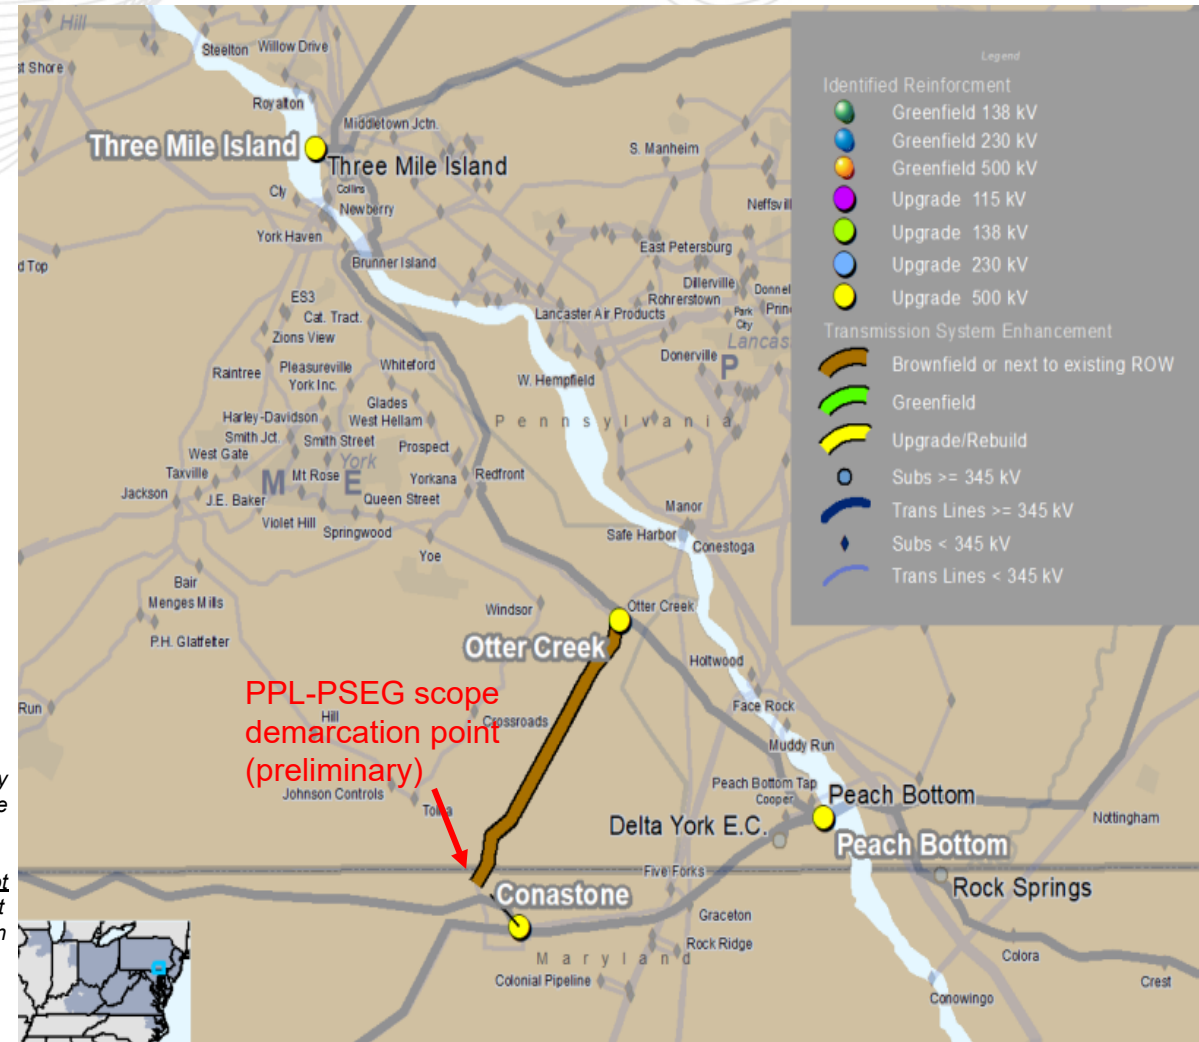 Hill
Steelton
Willow Drive
st Shore
Royalton
Middletown Jctn.
Three Mile Island
Three Mile Island
S. Manheim
Cly
Collins
Newberry
Neffsvil
York Haven
East Petersburg
d Top
Brunner Island
Dillerville
Donnel
ES3
Rohrerstown
Cat. Tract.
Lancaster Air Products
Park
City
Prin
Zions View
Lancas
Donerville
P
Pleasureville
Whiteford
Raintree
York Inc.
W. Hempfield
Glades
Harley-Davidson
West Hellam
Pennsylvania
Smith Jct.
Smith Street
Prospect
West Gate
York
Taxville
Mt Rose
Yorkana
Redfront
M E
Jackson
J.E. Baker
Queen Street
Violet Hill
Springwood
Manor
Safe Harbor
Conestoga
Yoe
Bair
Menges Mills
Windsor
Otter Creek
P.H. Glatfelter
Otter Creek
Holtwood
PPL-PSEG scope
demarcation point
(preliminary)
Run
Hill
Crossroads
Face Rock
Muddy Run
Johnson Controls
Peach Bottom Tap
Cooper
Peach Bottom
Delta York E.C.
Nottingham
Peach Bottom
Five Forks
Rock Springs
Conastone
Graceton
Rock Ridge
Maryland
Colonial Pipeline
Colora
Crest
Conowingo
y
e
ot
t
n
Legend
Identified Reinforcment
Greenfield 138 kV
Greenfield 230 kV
Greenfield 500 kV
Upgrade 115 kV
Upgrade 138 kV
Upgrade 230 kV
Upgrade 500 kV
Transmission System Enhancement
Brownfield or next to existing ROW
Greenfield
Upgrade/Rebuild
Subs >= 345 kV
Trans Lines >= 345 kV
Subs < 345 kV
Trans Lines < 345 kV